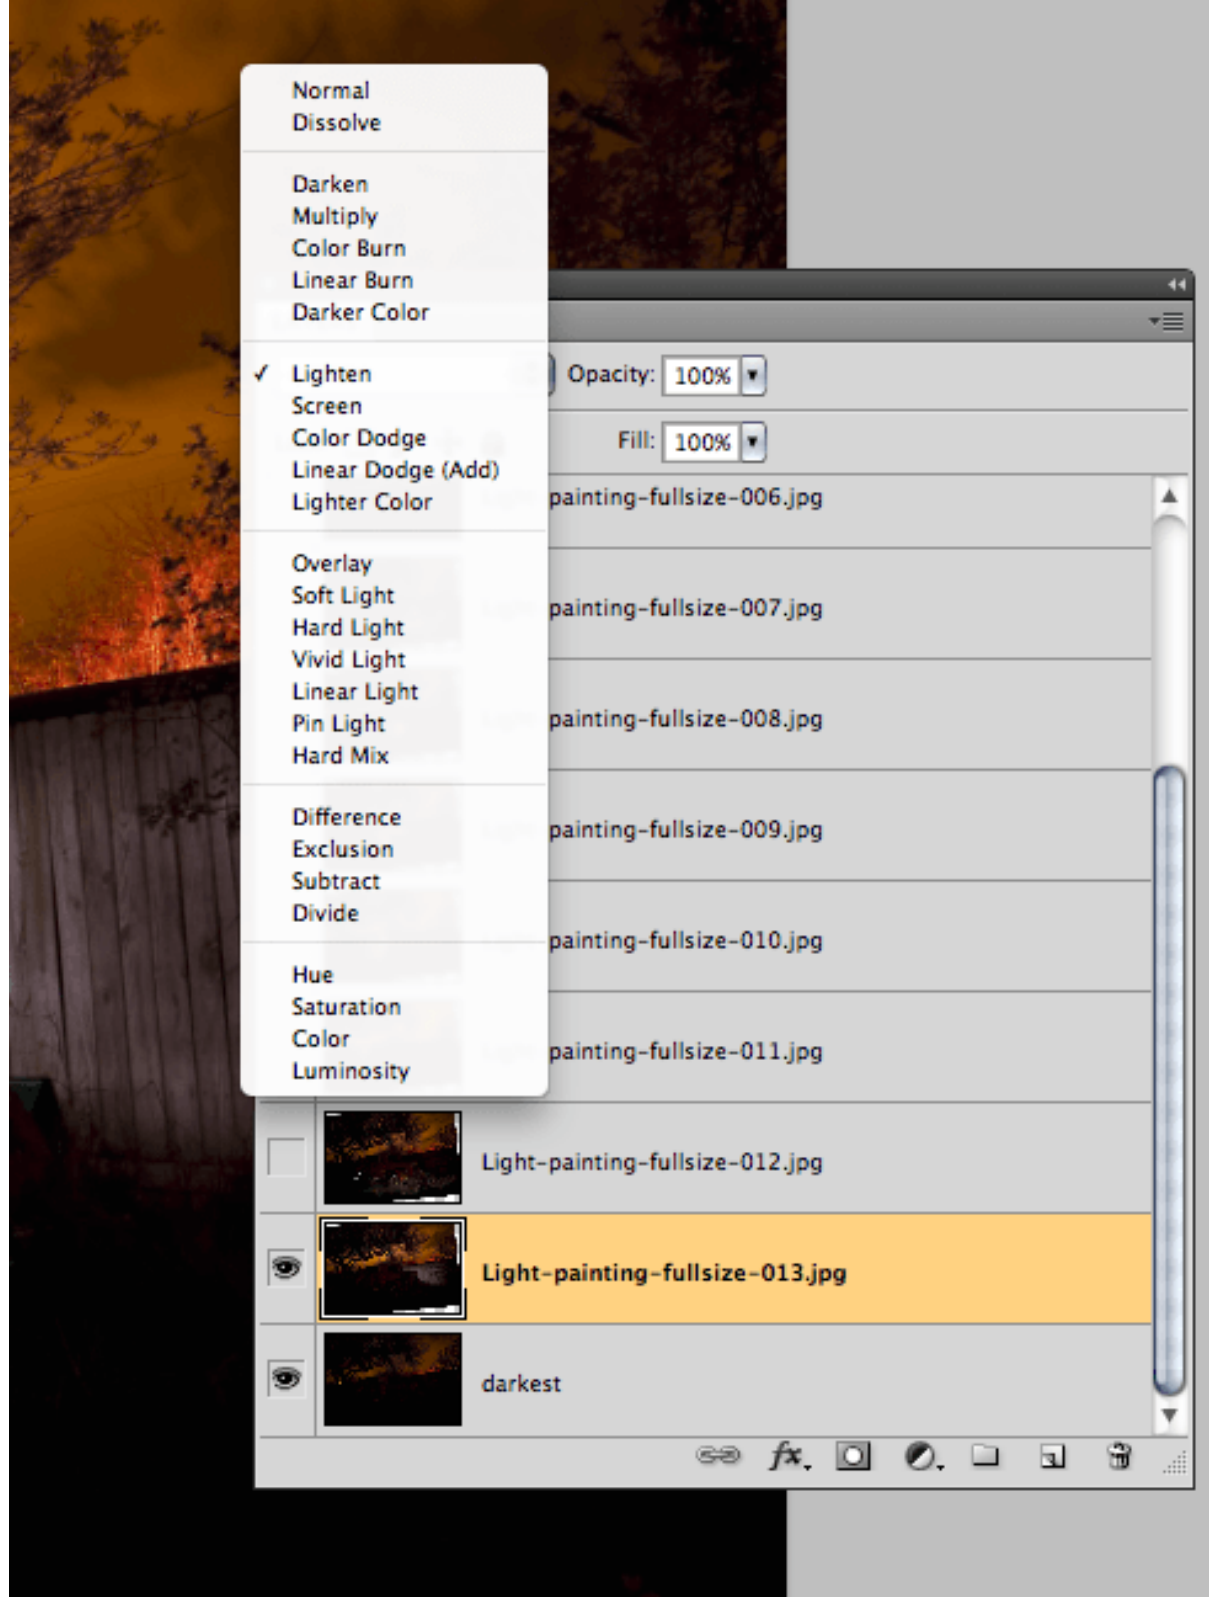 Normal
Dissolve
Darken
Multiply
Color Burn
Linear Burn
Darker Color
✓ Lighten
Screen
Color Dodge
Linear Dodge (Add)
Lighter Color
Overlay
Soft Light
Hard Light
Vivid Light
Linear Light
Pin Light
Hard Mix
Difference
Exclusion
Subtract
Divide
Hue
Saturation
Color
Luminosity
Opacity: 100%
Fill: 100%
-painting-fullsize-006.jpg
-painting-fullsize-007.jpg
-painting-fullsize-008.jpg
-painting-fullsize-009.jpg
-painting-fullsize-010.jpg
-painting-fullsize-011.jpg
Light-painting-fullsize-012.jpg
Light-painting-fullsize-013.jpg
darkest
fx